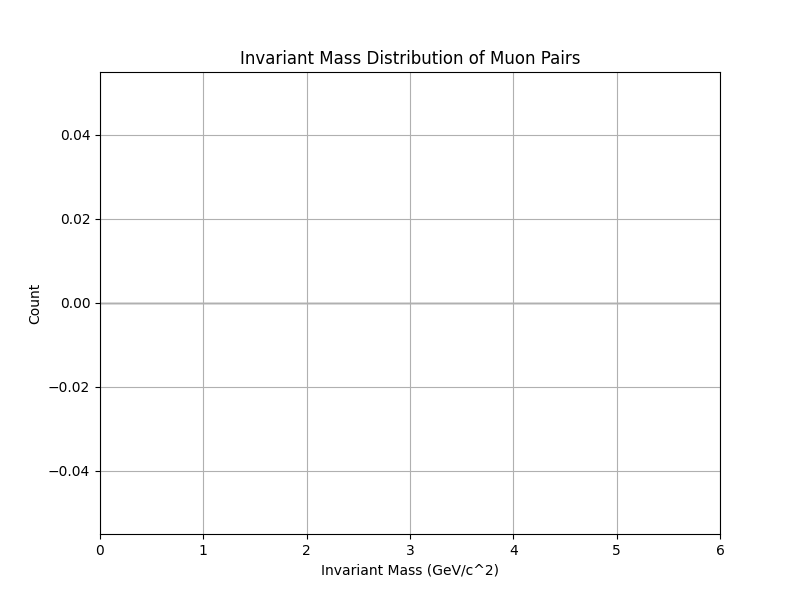 Invariant Mass Distribution of Muon Pairs
Count
0.04
0.02
0.00
−0.02
−0.04
0 1 2 3 4 5 6
Invariant Mass (GeV/c^2)